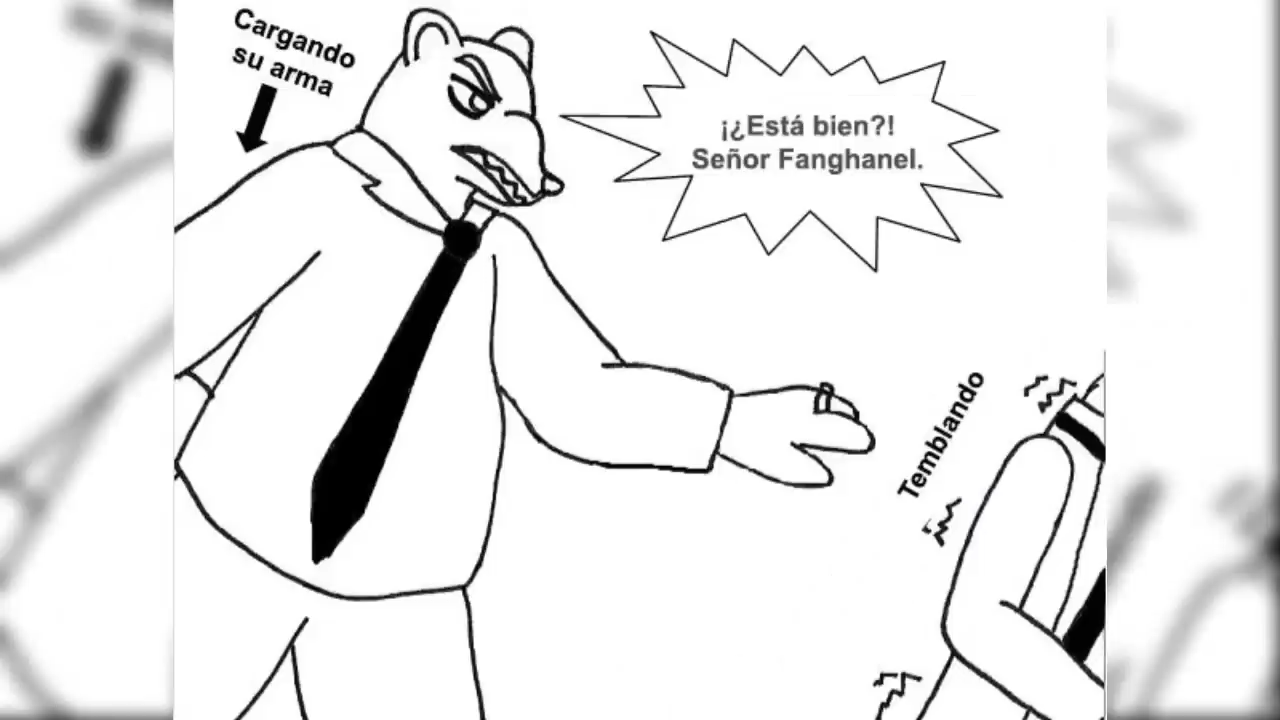 Cargando
su arma
¡¿Está bien?!
Señor Fanghanel.
Temblando